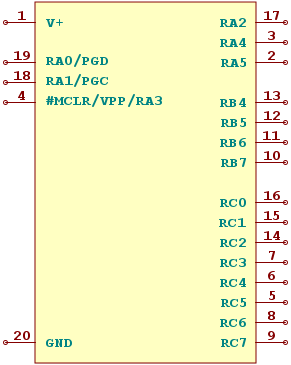 1 V+ RA2 17
RA4 3
19 RA0/PGD RA5 2
18 RA1/PGC
4 #MCLR/VPP/RA3 RB4 13
RB5 12
RB6 11
RB7 10
RC0 16
RC1 15
RC2 14
RC3 7
RC4 6
RC5 5
RC6 8
20 GND RC7 9